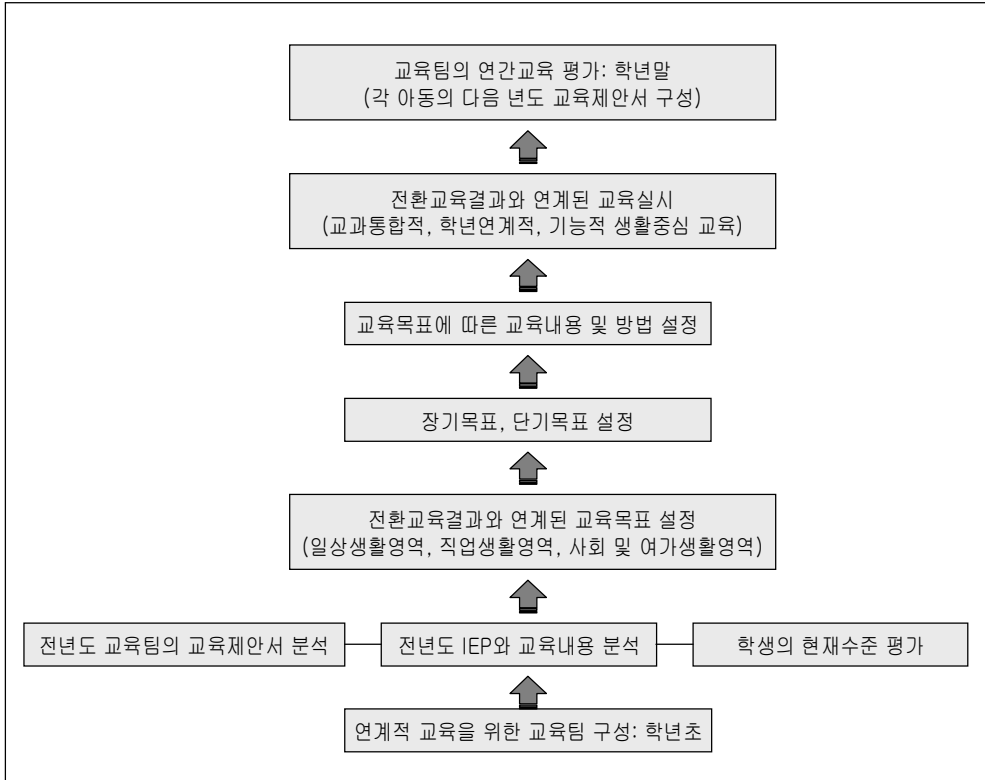 교육팀의 연간교육 평가: 학년말
(각 아동의 다음 년도 교육제안서 구성)
전환교육결과와 연계된 교육실시
(교과통합적, 학년연계적, 기능적 생활중심 교육)
교육목표에 따른 교육내용 및 방법 설정
장기목표, 단기목표 설정
전환교육결과와 연계된 교육목표 설정
(일상생활영역, 직업생활영역, 사회 및 여가생활영역)
전년도 교육팀의 교육제안서 분석
전년도 IEP와 교육내용 분석
학생의 현재수준 평가
연계적 교육을 위한 교육팀 구성: 학년초